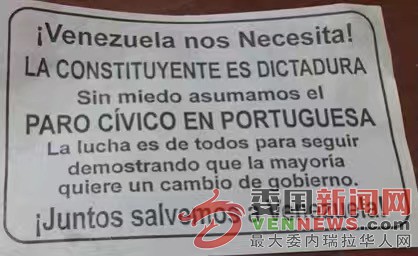 ¡Venezuela nos Necesita!
LA CONSTITUYENTE ES DICTADURA
Sin miedo asumamos el
PARO CÍVICO EN PORTUGUESA
La lucha es de todos para seguir
demostrando que la mayoría
quiere un cambio de gobierno.
¡Juntos salvemos a Venezuela!
委国新闻网
VENNEWS.COM
最大委内瑞拉华人网